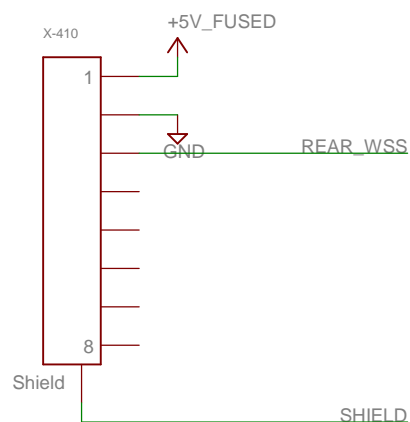 +5V_FUSED
X-410
1
GND
REAR_WSS
8
Shield
SHIELD